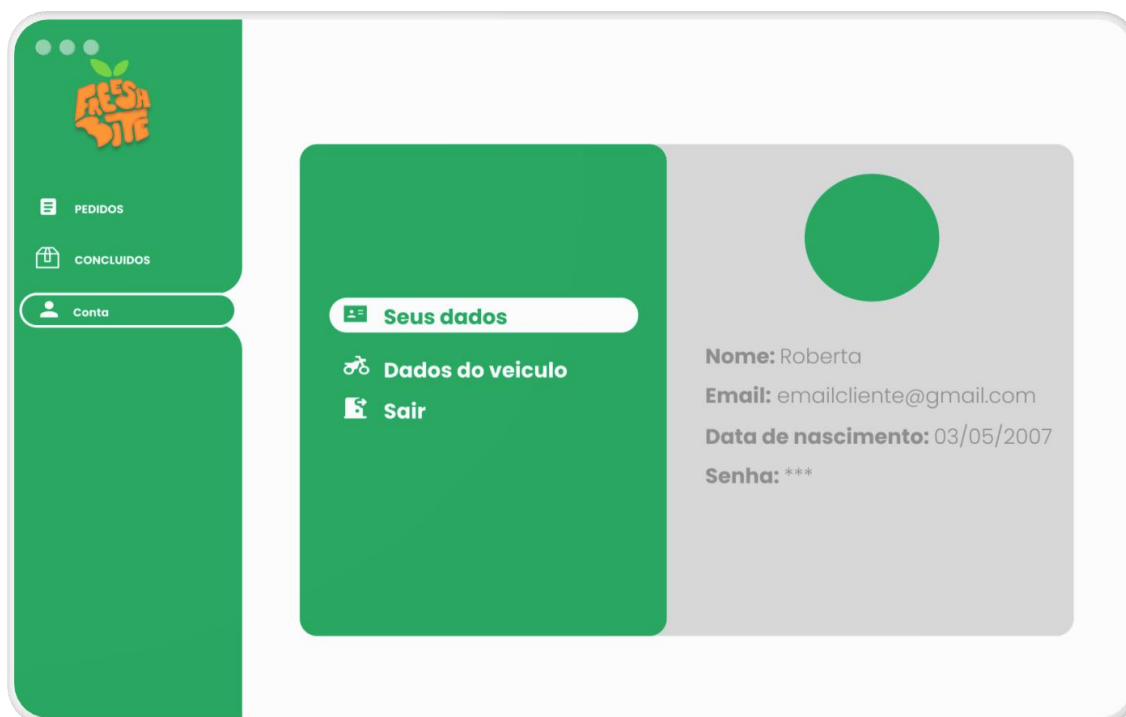 FRESH
BITE
PEDIDOS
CONCLUIDOS
Conta
Seus dados
Dados do veiculo
Sair
Nome: Roberta
Email: emailcliente@gmail.com
Data de nascimento: 03/05/2007
Senha: ***